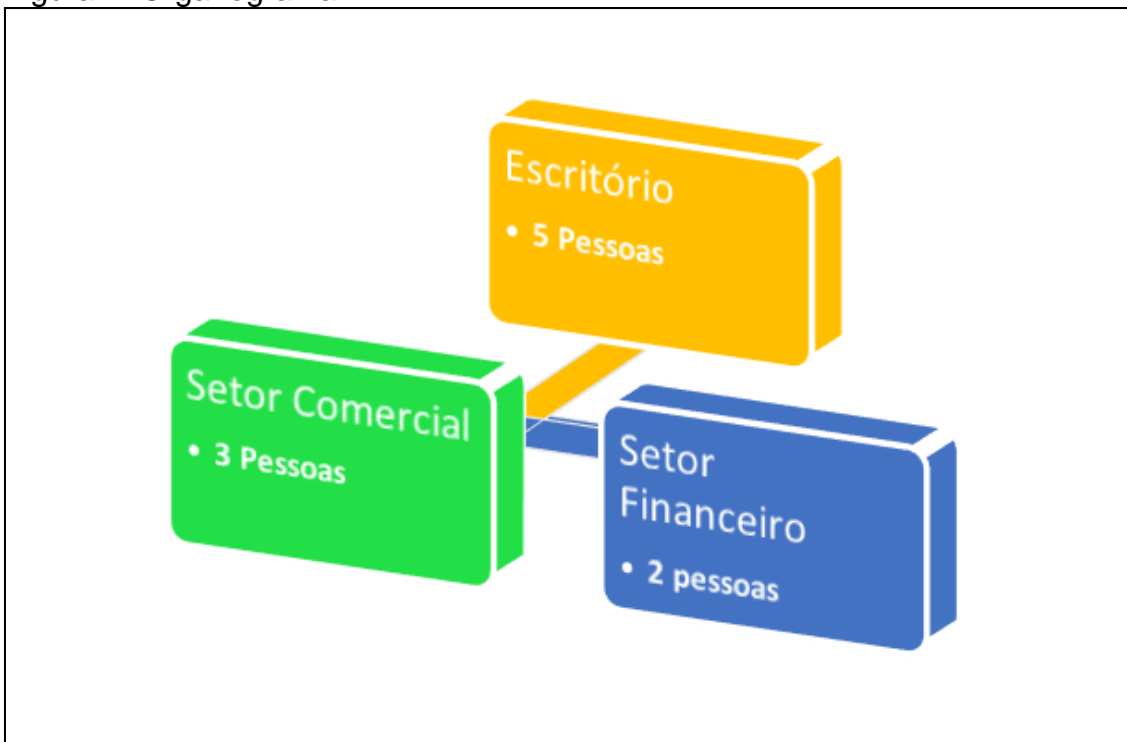 Escritório
• 5 Pessoas
Setor Comercial
• 3 Pessoas
Setor
Financeiro
• 2 pessoas